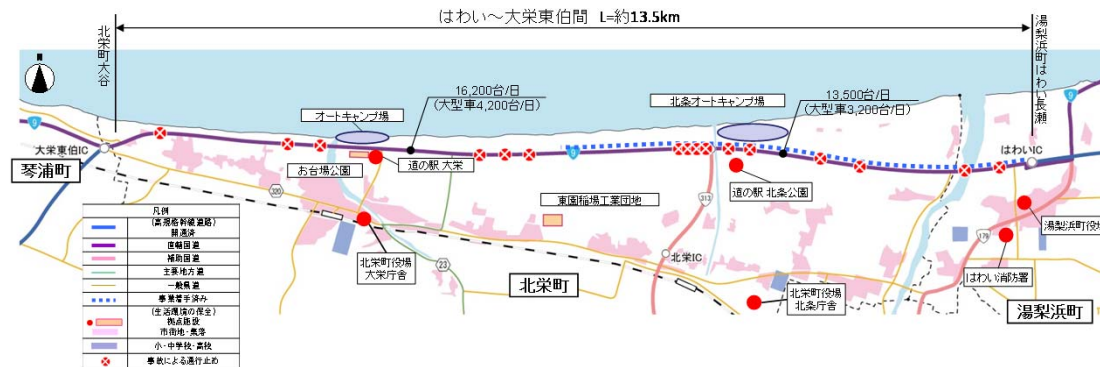 はわい～大栄東伯間 L=約13.5km
北栄町大谷
湯梨浜町はわい長瀬
16,200台/日
(大型車4,200台/日)
13,500台/日
(大型車3,200台/日)
オートキャンプ場
北条オートキャンプ場
9
9
9
大栄東伯IC
はわいIC
琴浦町
お台場公園
道の駅 大栄
道の駅 北条公園
東園稲場工業団地
320
313
179
23
北栄IC
湯梨浜町役場
はわい消防署
北栄町役場
大栄庁舎
北栄町
北栄町役場
北条庁舎
湯梨浜町
凡例
(高規格幹線道路)
開通済
直轄国道
補助国道
主要地方道
一般県道
事業着手済み
(生活環境の保全)
拠点施設
市街地・集落
小・中学校・高校
事故による通行止め